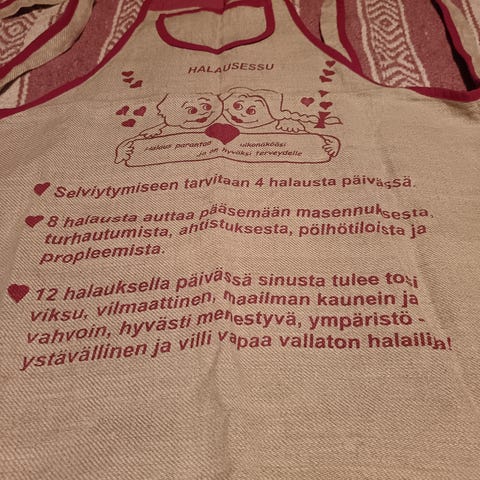 HALAUSESSU
Halaus parantaa ulkonäköäsi
ja on hyväksi terveydelle
Selviytymiseen tarvitaan 4 halausta päivässä.
8 halausta auttaa pääsemään masennuksesta,
turhautumista, ahtistuksesta, pölhötiloista ja
propleemista.
12 halauksella päivässä sinusta tulee tosi
viksu, vilmaattinen, maailman kaunein ja
vahvoin, hyvästi menestyvä, ympäristö -
ystävällinen ja villi vapaa vallaton halailija!